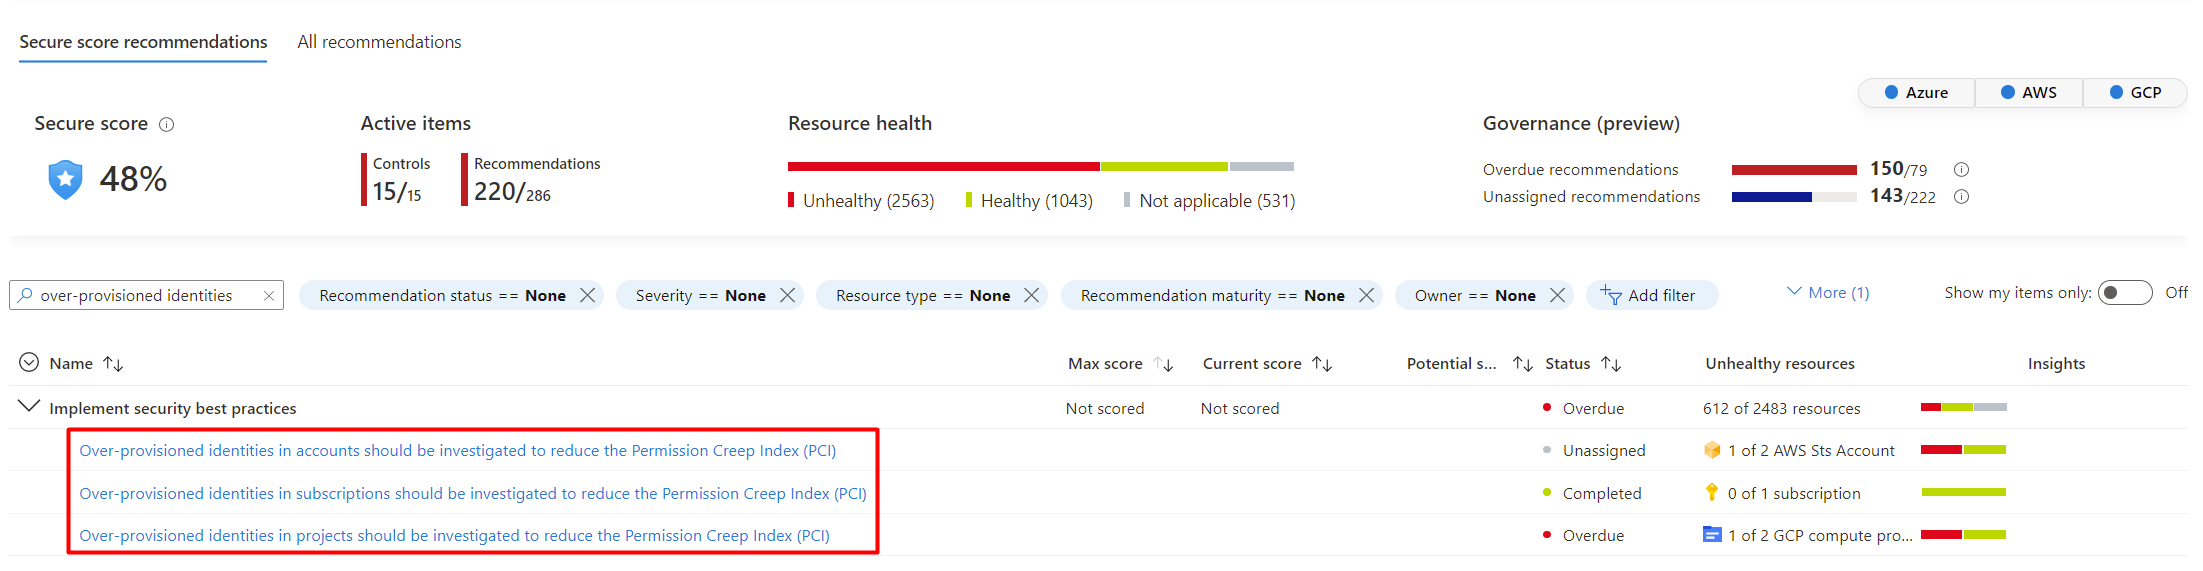 Secure score recommendations All recommendations
Azure AWS GCP
Secure score Active items Resource health Governance (preview)
48%
Controls
15/15
Recommendations
220/286
Unhealthy (2563) Healthy (1043) Not applicable (531)
Overdue recommendations 150/79
Unassigned recommendations 143/222
over-provisioned identities Recommendation status == None Severity == None Resource type == None Recommendation maturity == None Owner == None Add filter More (1) Show my items only: Off
Name Max score Current score Potential s... Status Unhealthy resources Insights
Implement security best practices Not scored Not scored Overdue 612 of 2483 resources
Over-provisioned identities in accounts should be investigated to reduce the Permission Creep Index (PCI) Unassigned 1 of 2 AWS Sts Account
Over-provisioned identities in subscriptions should be investigated to reduce the Permission Creep Index (PCI) Completed 0 of 1 subscription
Over-provisioned identities in projects should be investigated to reduce the Permission Creep Index (PCI) Overdue 1 of 2 GCP compute pro...